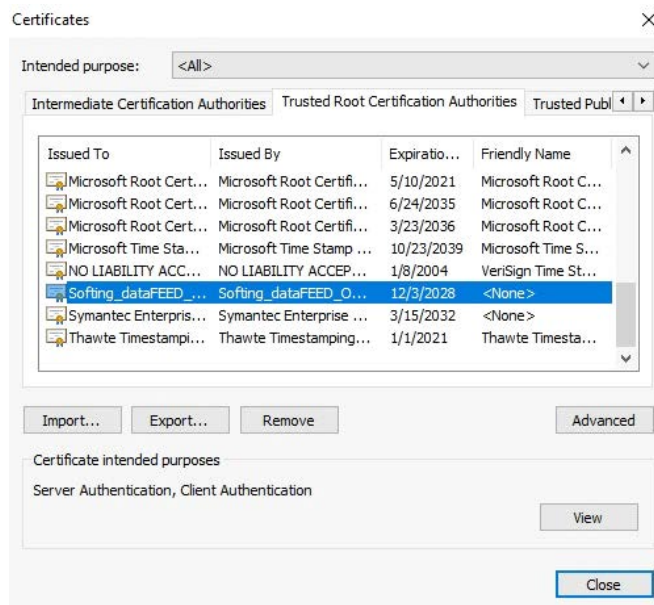 Certificates
Intended purpose: <All>
Intermediate Certification Authorities Trusted Root Certification Authorities Trusted Publ
Issued To Issued By Expiratio... Friendly Name
Microsoft Root Cert... Microsoft Root Certifi... 5/10/2021 Microsoft Root C...
Microsoft Root Cert... Microsoft Root Certifi... 6/24/2035 Microsoft Root C...
Microsoft Root Cert... Microsoft Root Certifi... 3/23/2036 Microsoft Root C...
Microsoft Time Sta... Microsoft Time Stamp ... 10/23/2039 Microsoft Time S...
NO LIABILITY ACC... NO LIABILITY ACCEP... 1/8/2004 VeriSign Time St...
Softing_dataFEED_... Softing_dataFEED_O... 12/3/2028 <None>
Symantec Enterpris... Symantec Enterprise ... 3/15/2032 <None>
Thawte Timestampi... Thawte Timestamping... 1/1/2021 Thawte Timesta...
Import... Export... Remove Advanced
Certificate intended purposes
Server Authentication, Client Authentication
View
Close